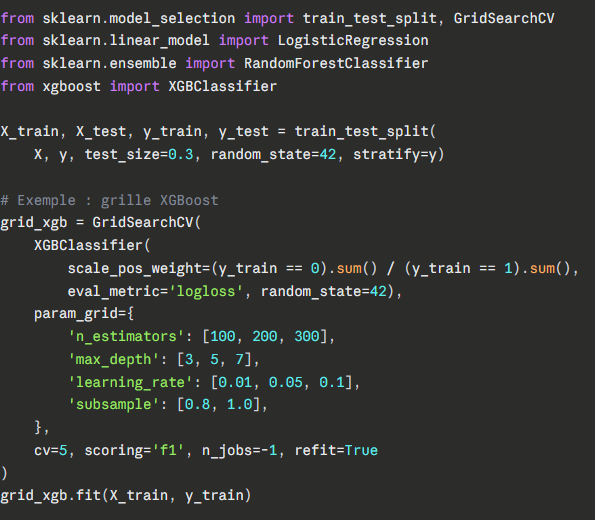 from sklearn.model_selection import train_test_split, GridSearchCV
from sklearn.linear_model import LogisticRegression
from sklearn.ensemble import RandomForestClassifier
from xgboost import XGBClassifier

X_train, X_test, y_train, y_test = train_test_split(
    X, y, test_size=0.3, random_state=42, stratify=y)

# Exemple : grille XGBoost
grid_xgb = GridSearchCV(
    XGBClassifier(
        scale_pos_weight=(y_train == 0).sum() / (y_train == 1).sum(),
        eval_metric='logloss', random_state=42),
    param_grid={
        'n_estimators': [100, 200, 300],
        'max_depth': [3, 5, 7],
        'learning_rate': [0.01, 0.05, 0.1],
        'subsample': [0.8, 1.0],
    },
    cv=5, scoring='f1', n_jobs=-1, refit=True
)
grid_xgb.fit(X_train, y_train)